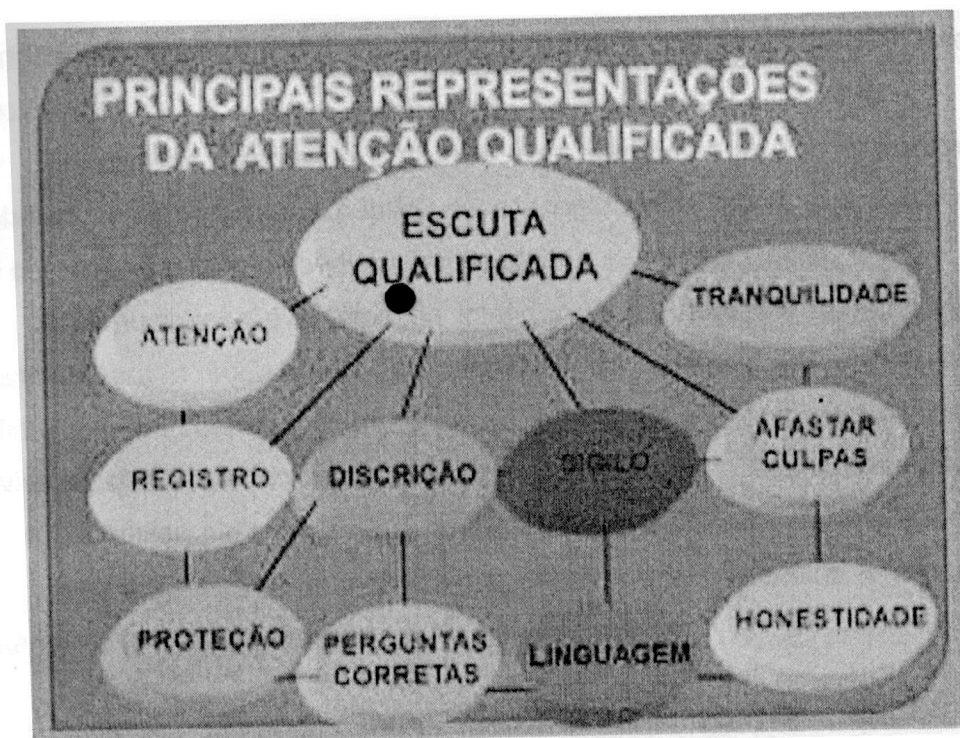 PRINCIPAIS REPRESENTAÇÕES
DA ATENÇÃO QUALIFICADA
ESCUTA
QUALIFICADA
TRANQUILIDADE
ATENÇÃO
AFASTAR
CULPAS
REGISTRO
DISCRIÇÃO
SIGILO
HONESTIDADE
PROTEÇÃO
PERGUNTAS
CORRETAS
LINGUAGEM